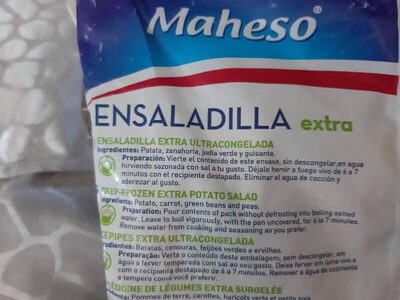 Maheso®
ENSALADILLA extra
ENSALADILLA EXTRA ULTRACONGELADA
Ingredientes: Patata, zanahoria, judía verde y guisante.
Preparación: Vierte el contenido de este envase, sin descongelar, en agua
hirviendo sazonada con sal a tu gusto. Déjalo hervir a fuego vivo de 6 a 7
minutos con el recipiente destapado. Eliminar el agua de cocción y
aderezar al gusto.
DEEP-FROZEN EXTRA POTATO SALAD
Ingredients: Potato, carrot, green beans and peas.
Preparation: Pour contents of pack without defrosting into boiling salted
water. Leave to boil vigorously, with the pan uncovered, for 6 to 7 minutes.
Remove water from cooking and seasoning as you prefer.
CEPIPES EXTRA ULTRACONGELADA
Ingredientes: Batatas, cenouras, feijões verdes e ervilhas.
Preparação: Verta o conteúdo desta embalagem, sem descongelar, em
água a ferver temperada com sal ao seu gosto. Deixe ferver em lume vivo e
com o recipiente destapado de 6 a 7 minutos. Remover a água do cozimento
e tempero como você preferir.
ÉDOINE DE LÉGUMES EXTRA SURGELÉE
Pommes de terre, carottes, haricots verts et petits pois